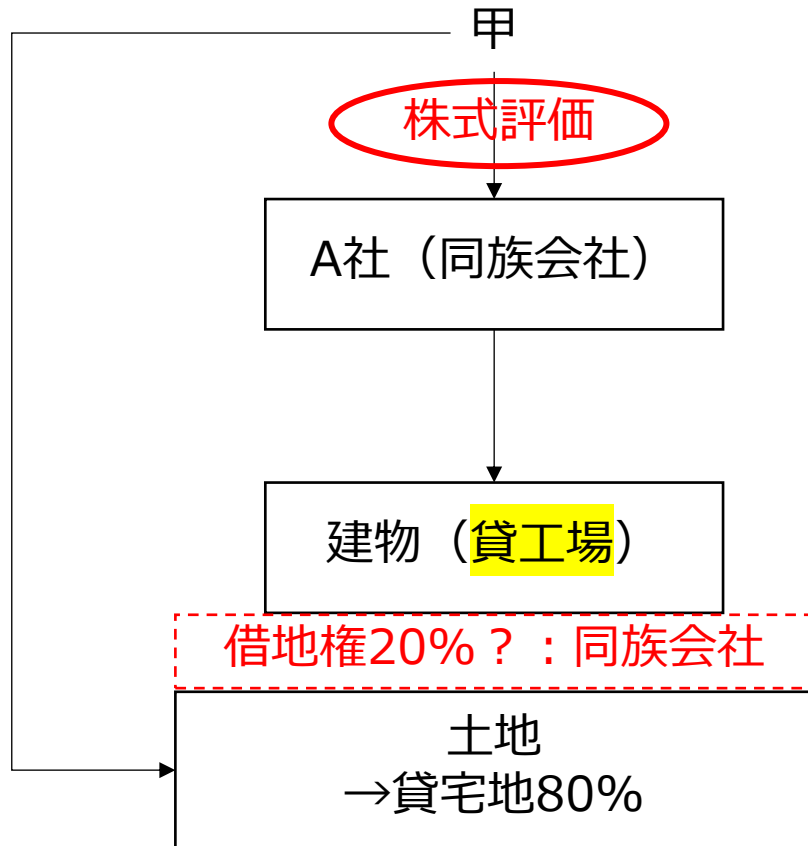 甲
株式評価
A社（同族会社）
建物（貸工場）
借地権20%？：同族会社
土地
→貸宅地80%